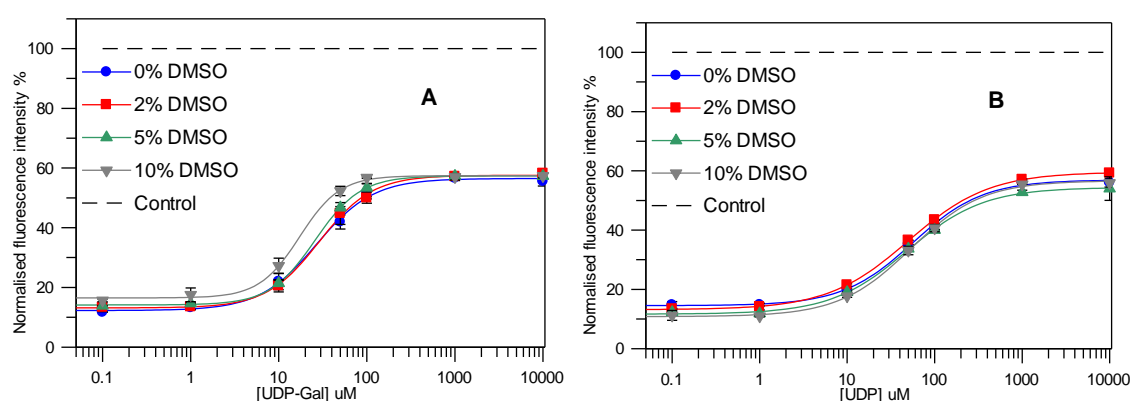 Normalised fluorescence intensity %
100
80
60
40
20
0
0% DMSO
2% DMSO
5% DMSO
10% DMSO
Control
A
0.1
1
10
100
1000
10000
[UDP-Gal] uM
Normalised fluorescence intensity %
100
80
60
40
20
0
0% DMSO
2% DMSO
5% DMSO
10% DMSO
Control
B
0.1
1
10
100
1000
10000
[UDP] uM